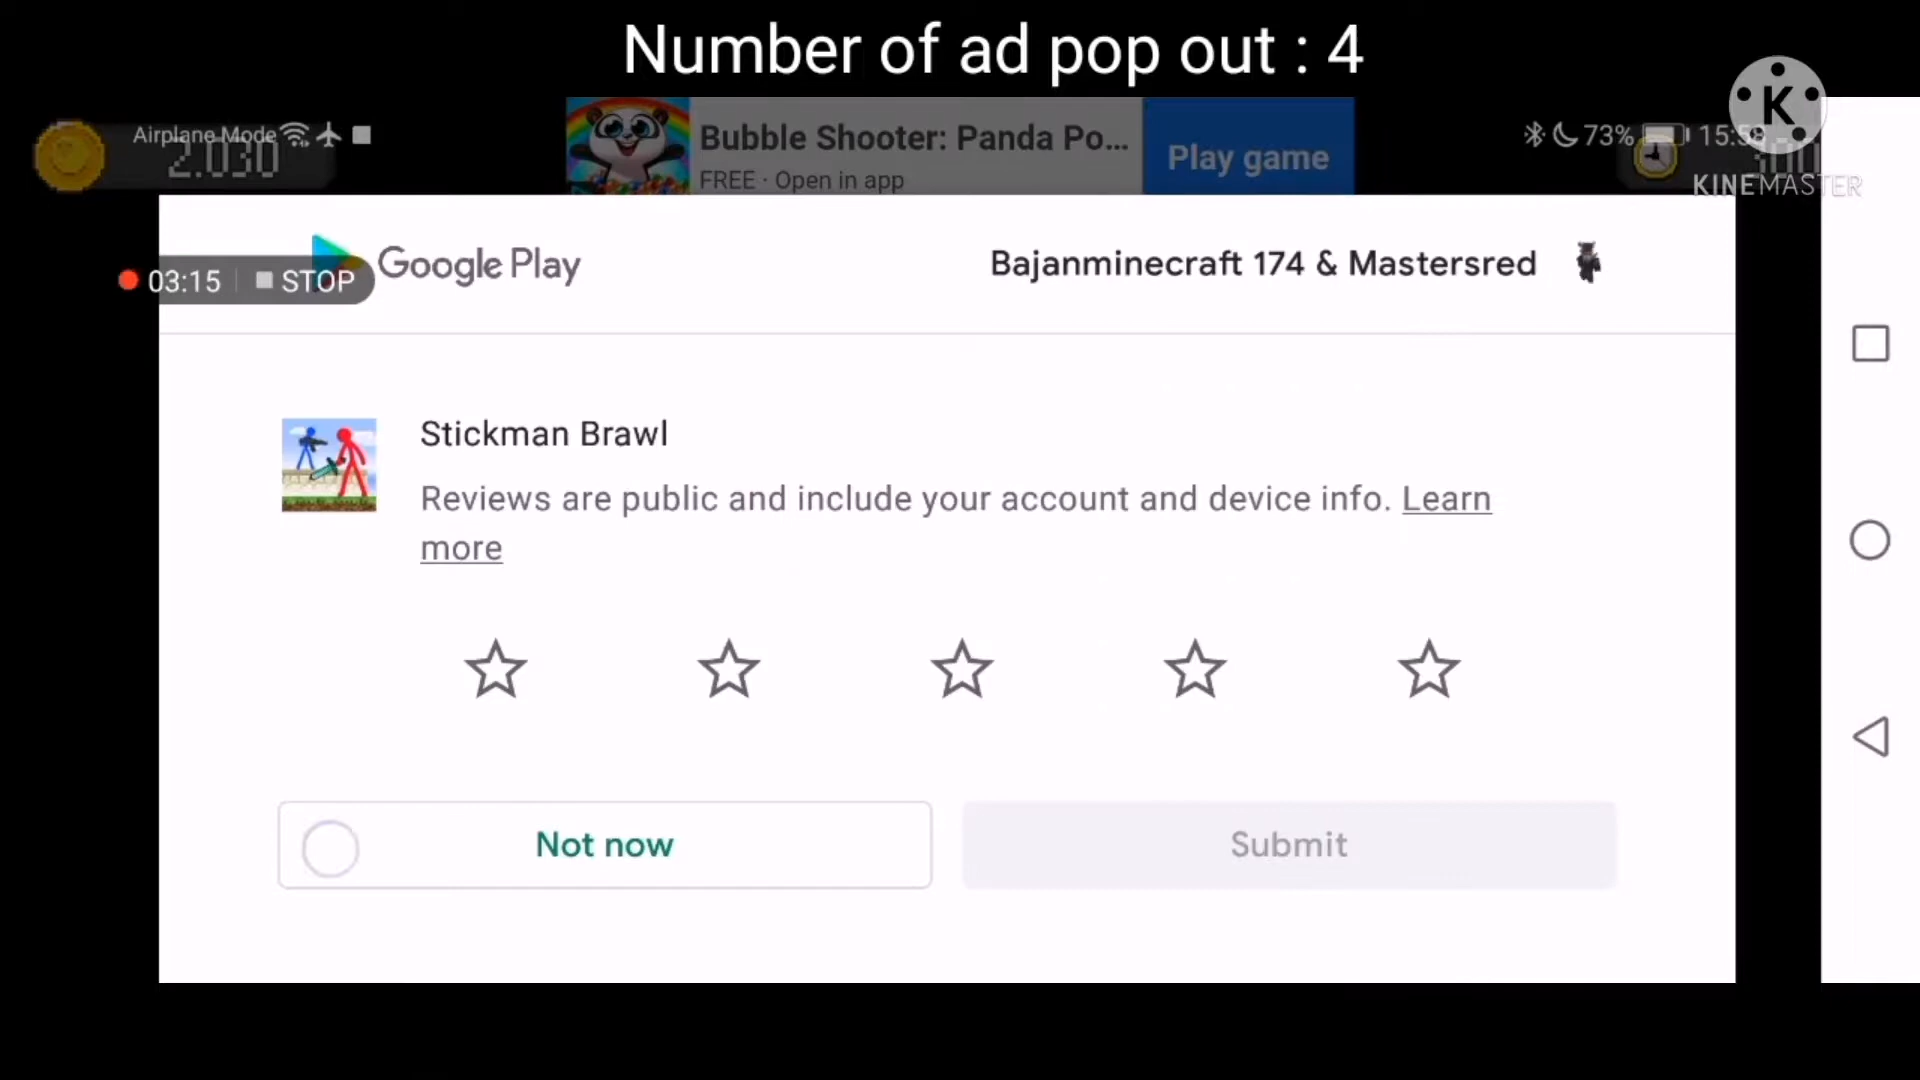 Number of ad pop out : 4
Airplane Mode
2.030
Bubble Shooter: Panda Po...
FREE · Open in app
Play game
73%
K
KINEMASTER
03:15
STOP
Google Play
Bajanminecraft 174 & Mastersred
Stickman Brawl
Reviews are public and include your account and device info. Learn
more
Not now
Submit